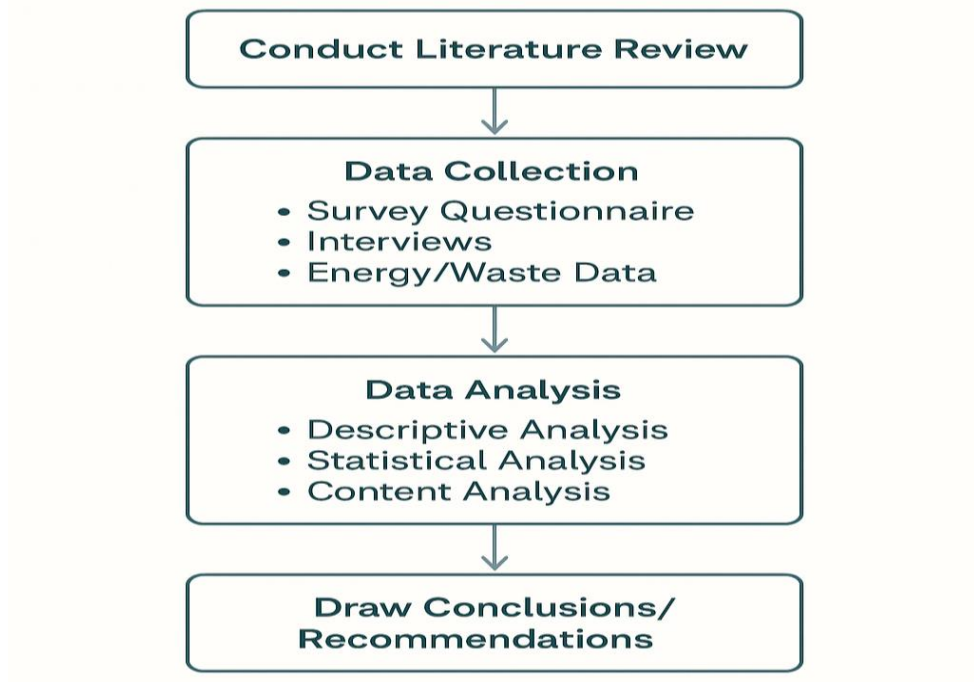 Conduct Literature Review
Data Collection
• Survey Questionnaire
• Interviews
• Energy/Waste Data
Data Analysis
• Descriptive Analysis
• Statistical Analysis
• Content Analysis
Draw Conclusions/
Recommendations